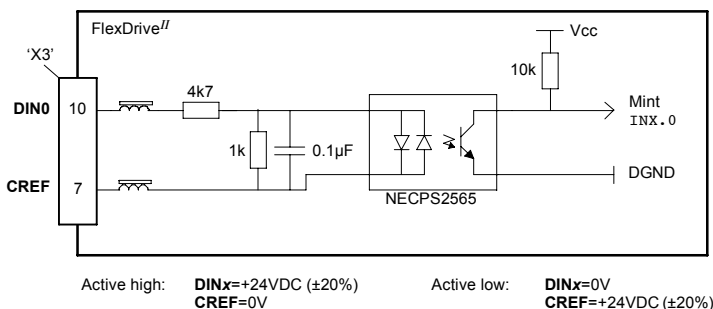 FlexDrive II
'X3'
Vcc
4k7
10k
DIN0
10
Mint
INX.0
1k
0.1µF
CREF
7
DGND
NECPS2565
Active high: DINx=+24VDC (±20%)
CREF=0V
Active low: DINx=0V
CREF=+24VDC (±20%)